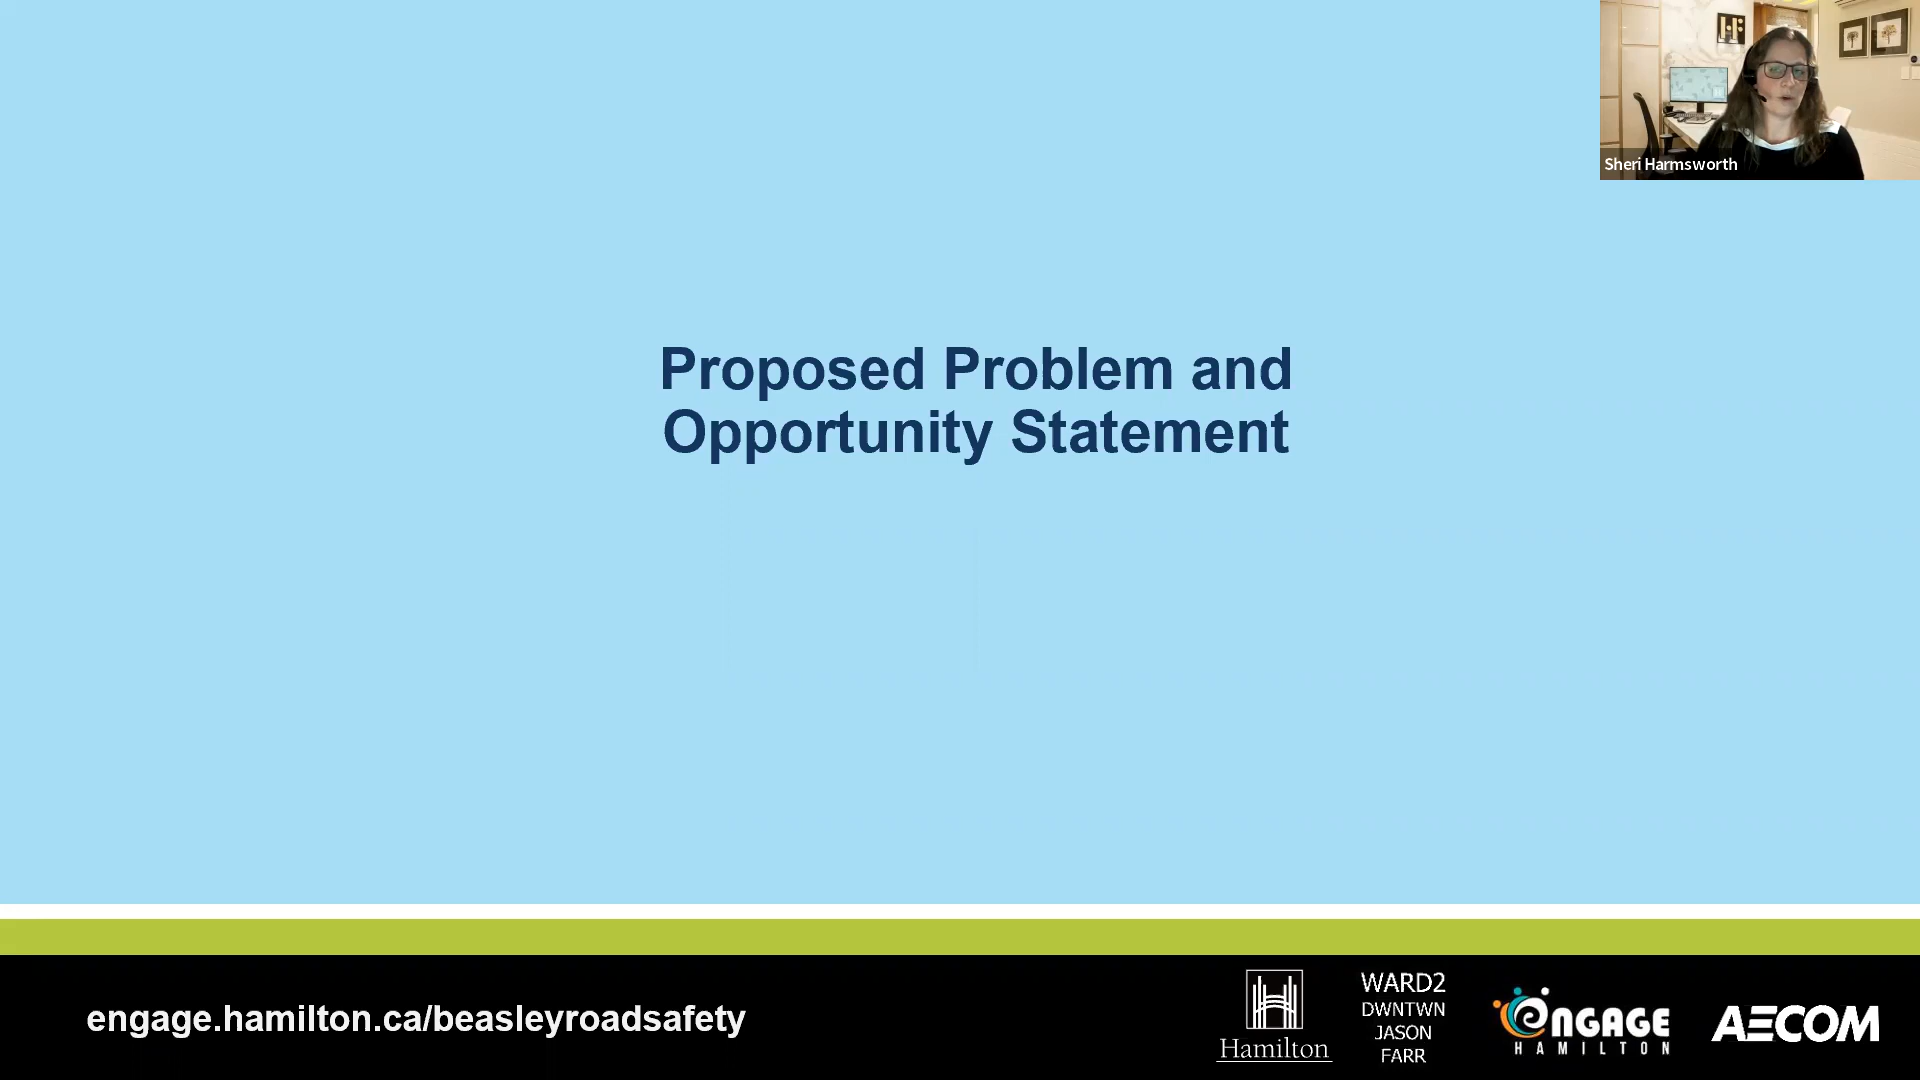 Sheri Harmsworth
Proposed Problem and
Opportunity Statement
engage.hamilton.ca/beasleyroadsafety
Hamilton
WARD2
DWNTWN
JASON
FARR
eNGAGE
HAMILTON
AECOM